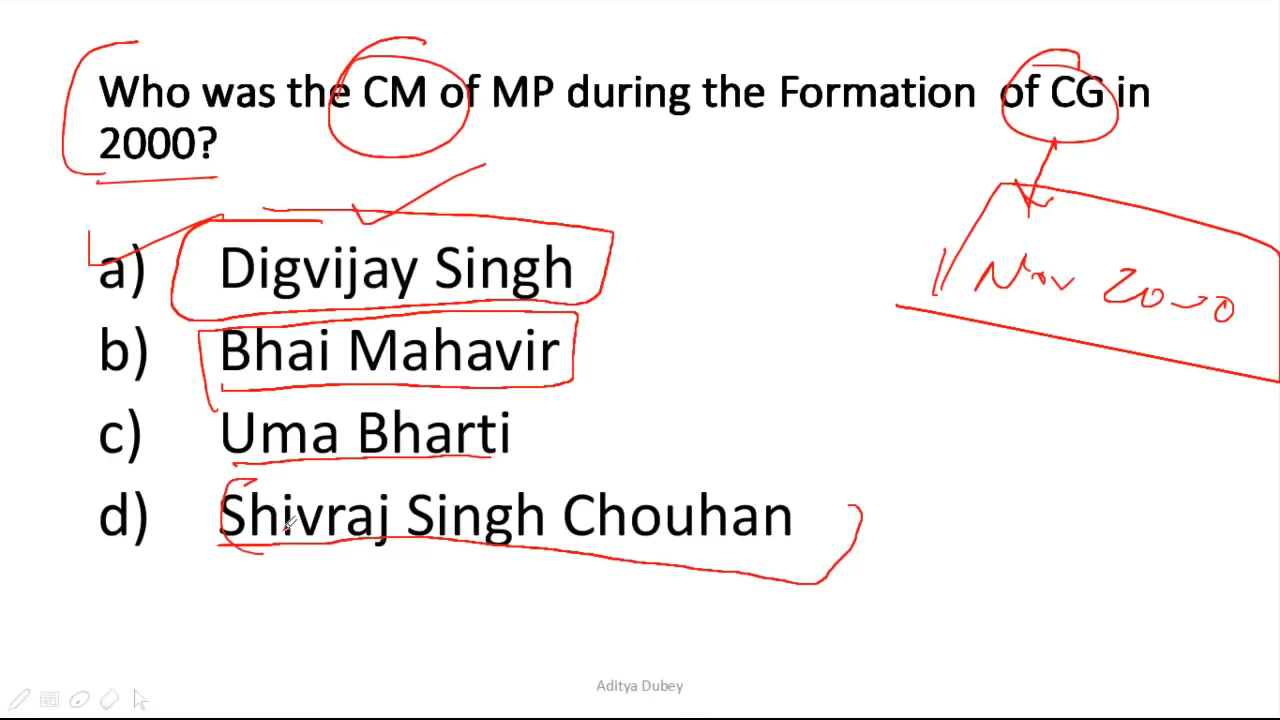 Who was the CM of MP during the Formation of CG in
2000?
a) Digvijay Singh
b) Bhai Mahavir
c) Uma Bharti
d) Shivraj Singh Chouhan
Nov 2000
Aditya Dubey